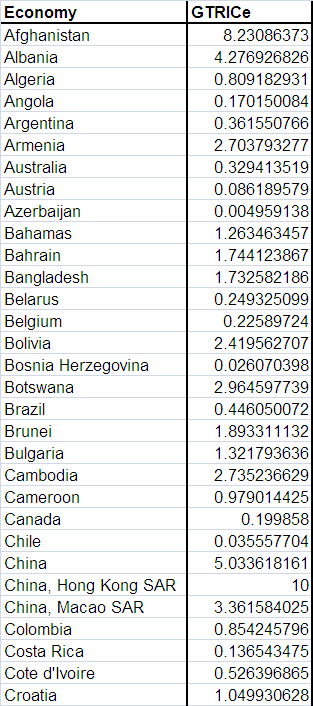 Economy GTRICe
Afghanistan 8.23086373
Albania 4.276926826
Algeria 0.809182931
Angola 0.170150084
Argentina 0.361550766
Armenia 2.703793277
Australia 0.329413519
Austria 0.086189579
Azerbaijan 0.004959138
Bahamas 1.263463457
Bahrain 1.744123867
Bangladesh 1.732582186
Belarus 0.249325099
Belgium 0.22589724
Bolivia 2.419562707
Bosnia Herzegovina 0.026070398
Botswana 2.964597739
Brazil 0.446050072
Brunei 1.893311132
Bulgaria 1.321793636
Cambodia 2.735236629
Cameroon 0.979014425
Canada 0.199858
Chile 0.035557704
China 5.033618161
China, Hong Kong SAR 10
China, Macao SAR 3.361584025
Colombia 0.854245796
Costa Rica 0.136543475
Cote d'Ivoire 0.526396865
Croatia 1.049930628